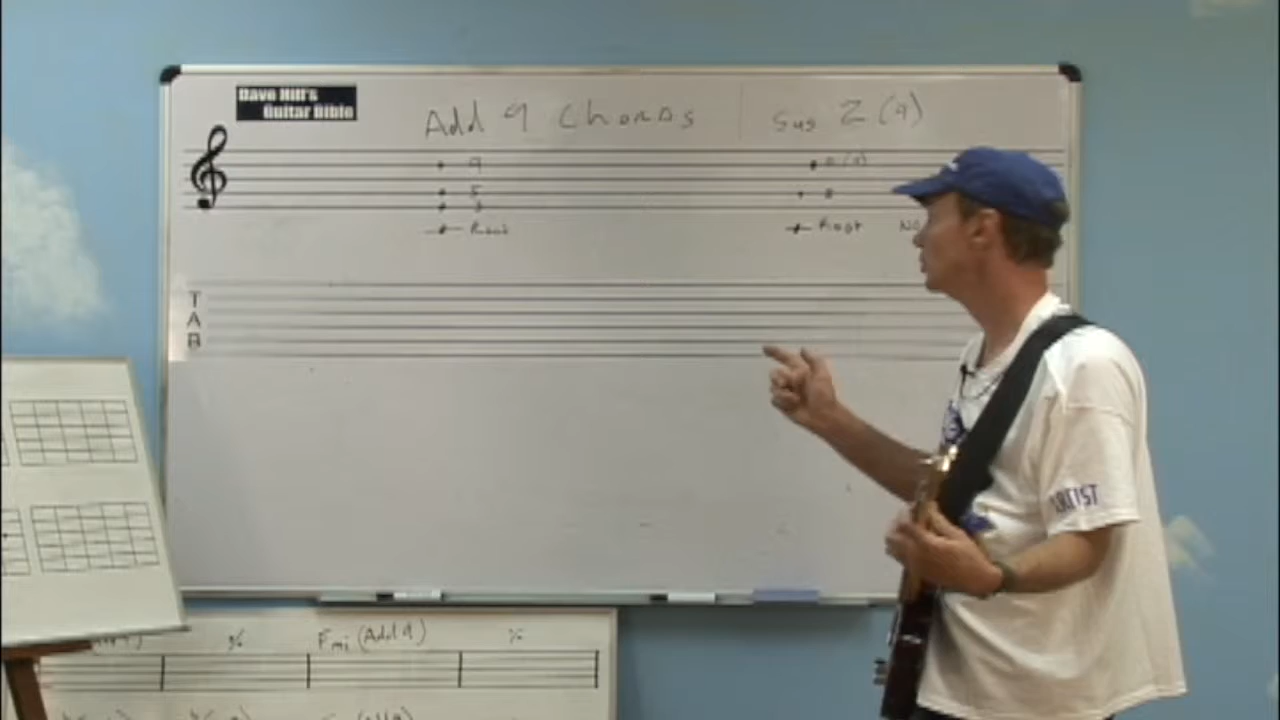 Dave Hill's
Guitar Bible
Add 9 Chords
Sus 2 (9)
9
5
3
Root
Root
NO
T
A
B
ARTIST
%
Fmi (Add 9)
%